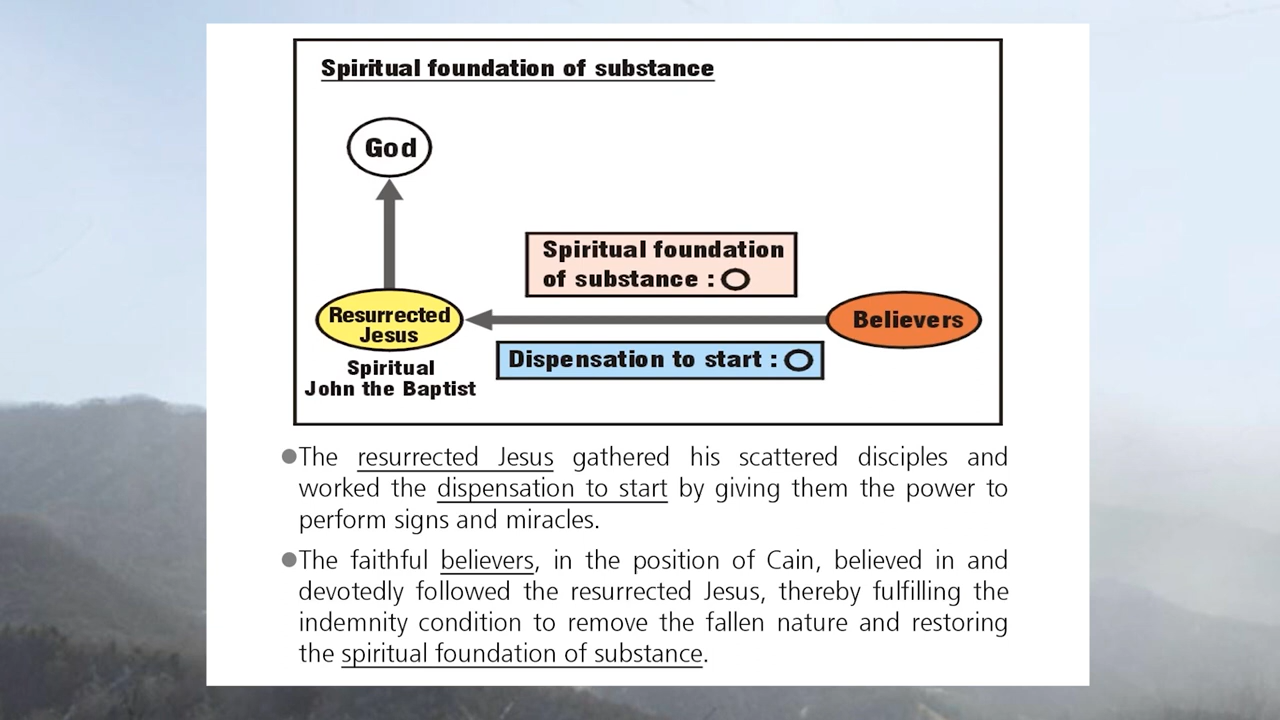 Spiritual foundation of substance
God
Spiritual foundation
of substance : O
Resurrected
Jesus
Believers
Dispensation to start : O
Spiritual
John the Baptist
●The resurrected Jesus gathered his scattered disciples and
worked the dispensation to start by giving them the power to
perform signs and miracles.
●The faithful believers, in the position of Cain, believed in and
devotedly followed the resurrected Jesus, thereby fulfilling the
indemnity condition to remove the fallen nature and restoring
the spiritual foundation of substance.